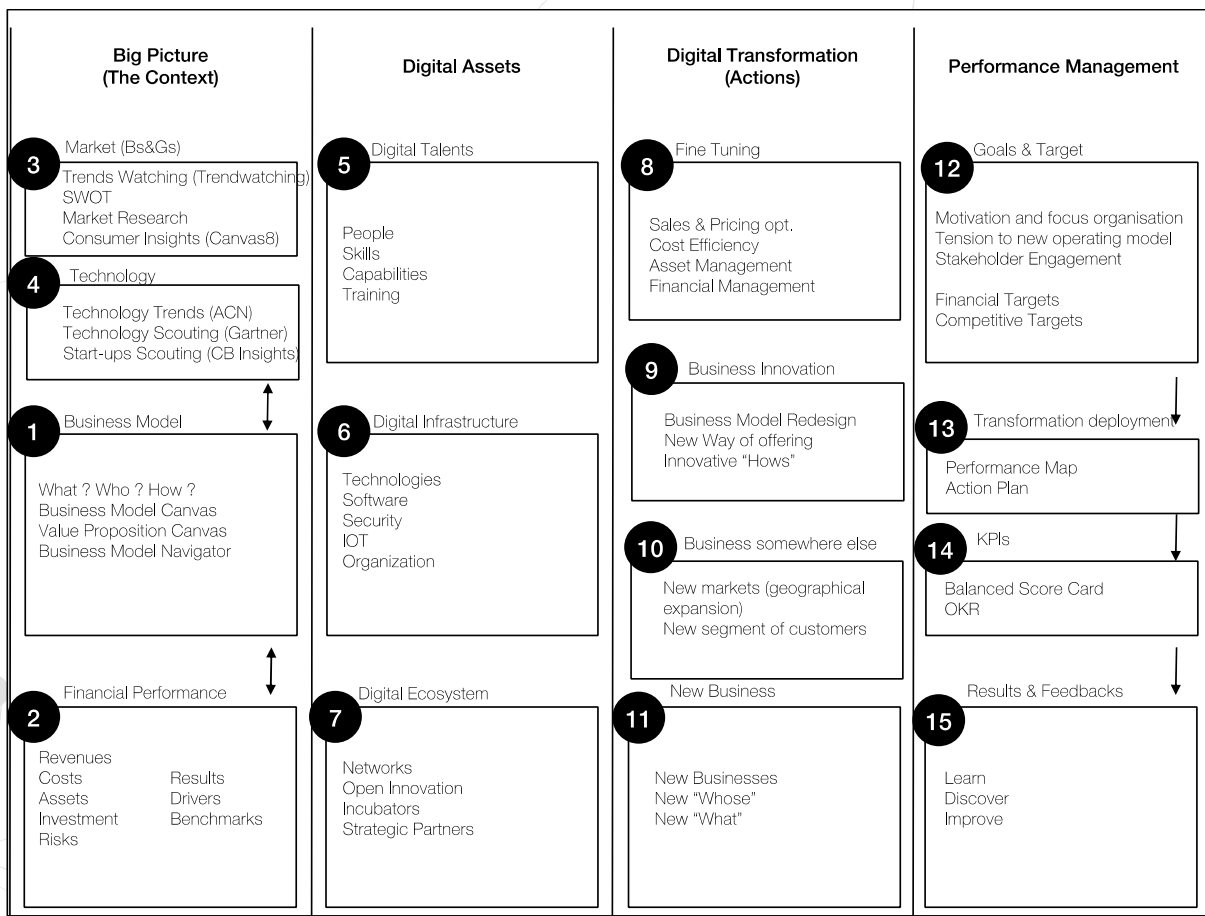 Big Picture
(The Context)
3
Market (Bs&Gs)
Trends Watching (Trendwatching)
SWOT
Market Research
Consumer Insights (Canvas8)
4
Technology
Technology Trends (ACN)
Technology Scouting (Gartner)
Start-ups Scouting (CB Insights)
1
Business Model
What ? Who ? How ?
Business Model Canvas
Value Proposition Canvas
Business Model Navigator
2
Financial Performance
Revenues
Costs
Assets
Investment
Risks
Results
Drivers
Benchmarks
Digital Assets
5
Digital Talents
People
Skills
Capabilities
Training
6
Digital Infrastructure
Technologies
Software
Security
IOT
Organization
7
Digital Ecosystem
Networks
Open Innovation
Incubators
Strategic Partners
Digital Transformation
(Actions)
8
Fine Tuning
Sales & Pricing opt.
Cost Efficiency
Asset Management
Financial Management
9
Business Innovation
Business Model Redesign
New Way of offering
Innovative “Hows”
10
Business somewhere else
New markets (geographical
expansion)
New segment of customers
11
New Business
New Businesses
New “Whose”
New “What”
Performance Management
12
Goals & Target
Motivation and focus organisation
Tension to new operating model
Stakeholder Engagement
Financial Targets
Competitive Targets
13
Transformation deployment
Performance Map
Action Plan
14
KPIs
Balanced Score Card
OKR
15
Results & Feedbacks
Learn
Discover
Improve